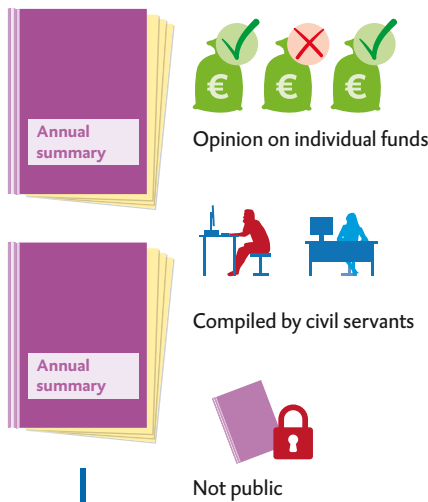 Annual
summary
€ € €
Opinion on individual funds
Compiled by civil servants
Annual
summary
Not public